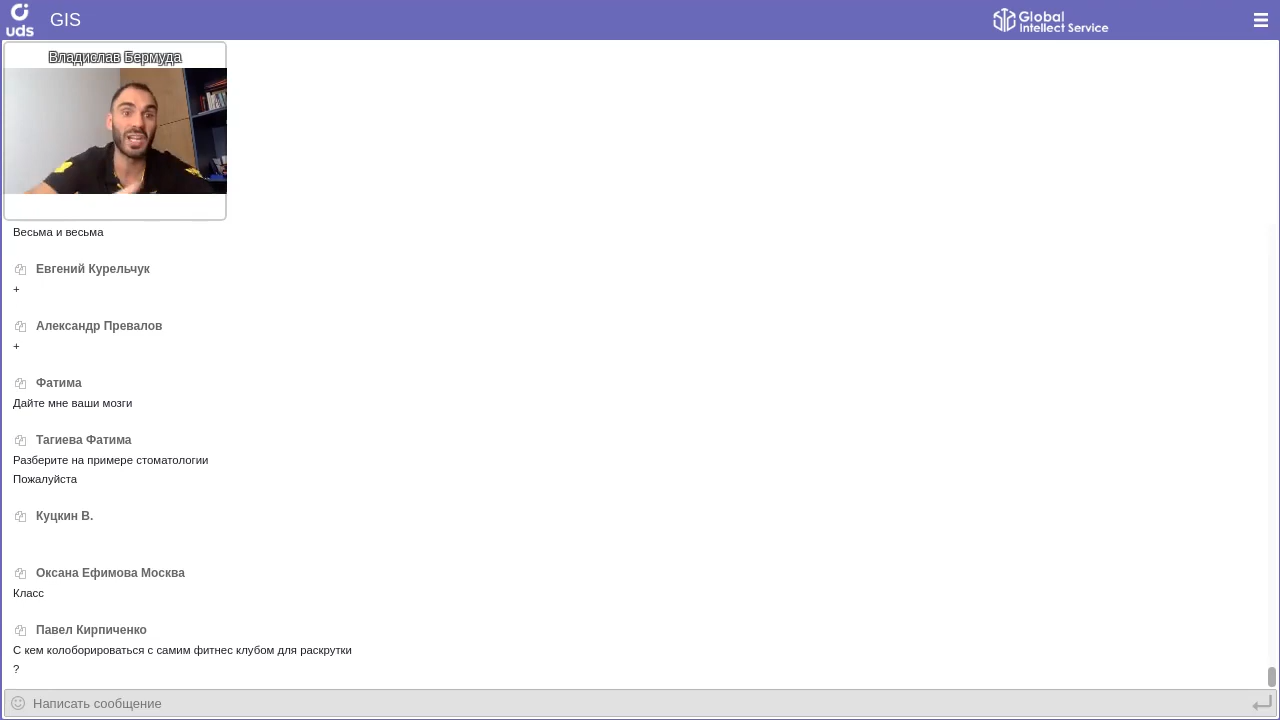 uds
GIS
Global
Intellect Service
Владислав Бермуда
Весьма и весьма
Евгений Курельчук
+
Александр Превалов
+
Фатима
Дайте мне ваши мозги
Тагиева Фатима
Разберите на примере стоматологии
Пожалуйста
Куцкин В.
Оксана Ефимова Москва
Класс
Павел Кирпиченко
С кем колоборироваться с самим фитнес клубом для раскрутки
?
Написать сообщение